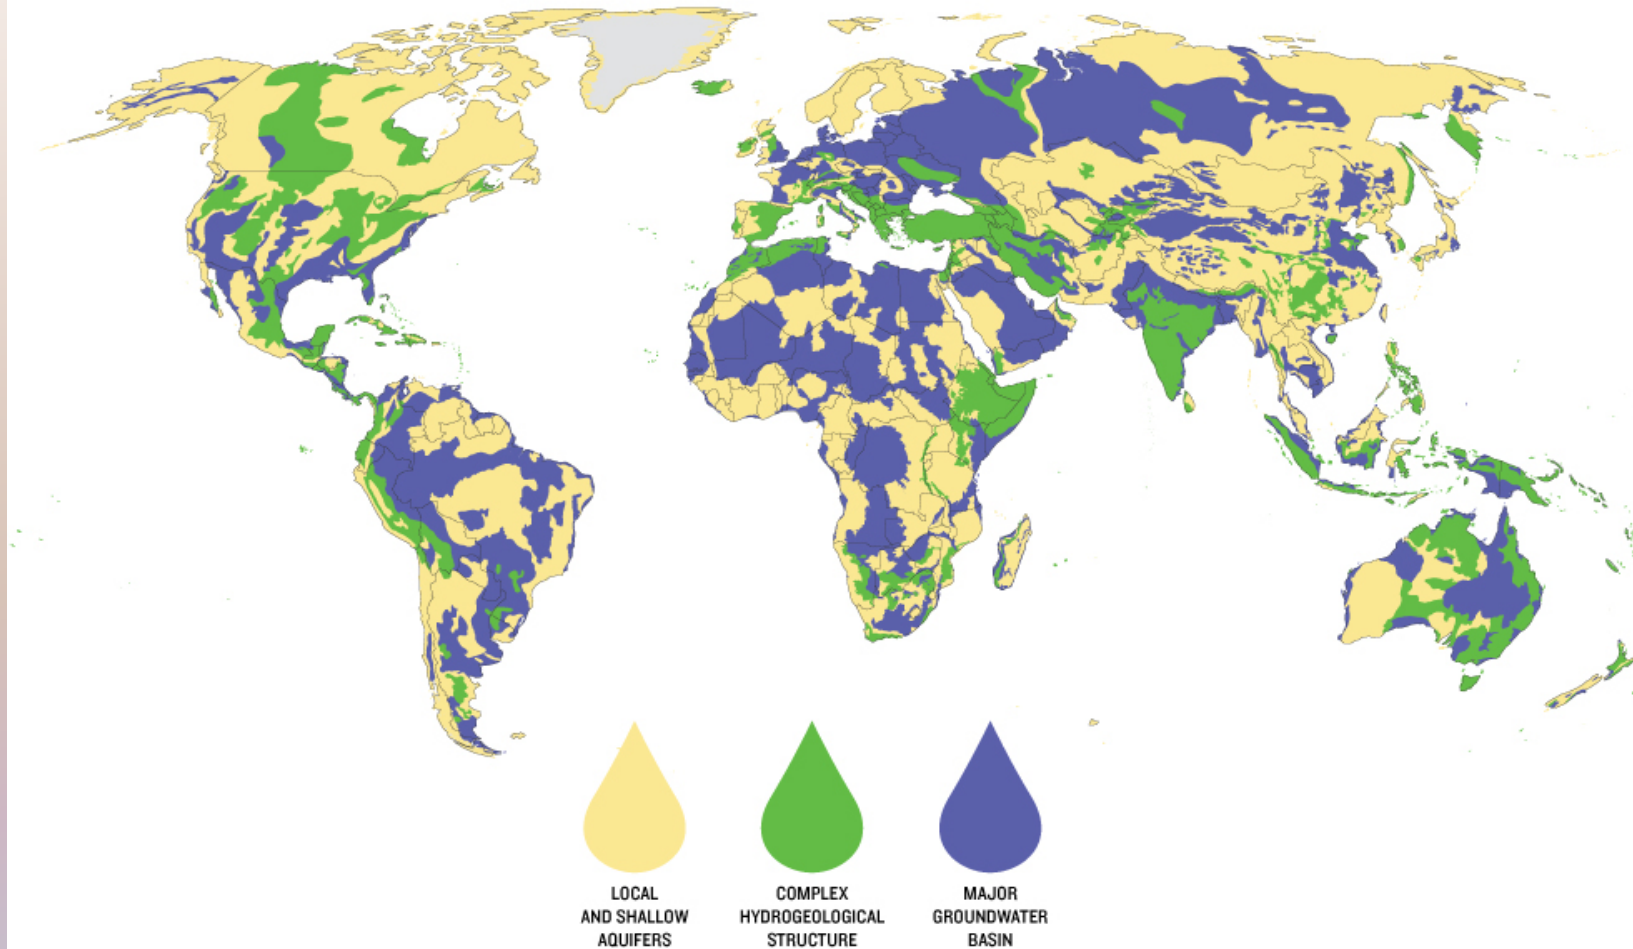 LOCAL
AND SHALLOW
AQUIFERS
COMPLEX
HYDROGEOLOGICAL
STRUCTURE
MAJOR
GROUNDWATER
BASIN